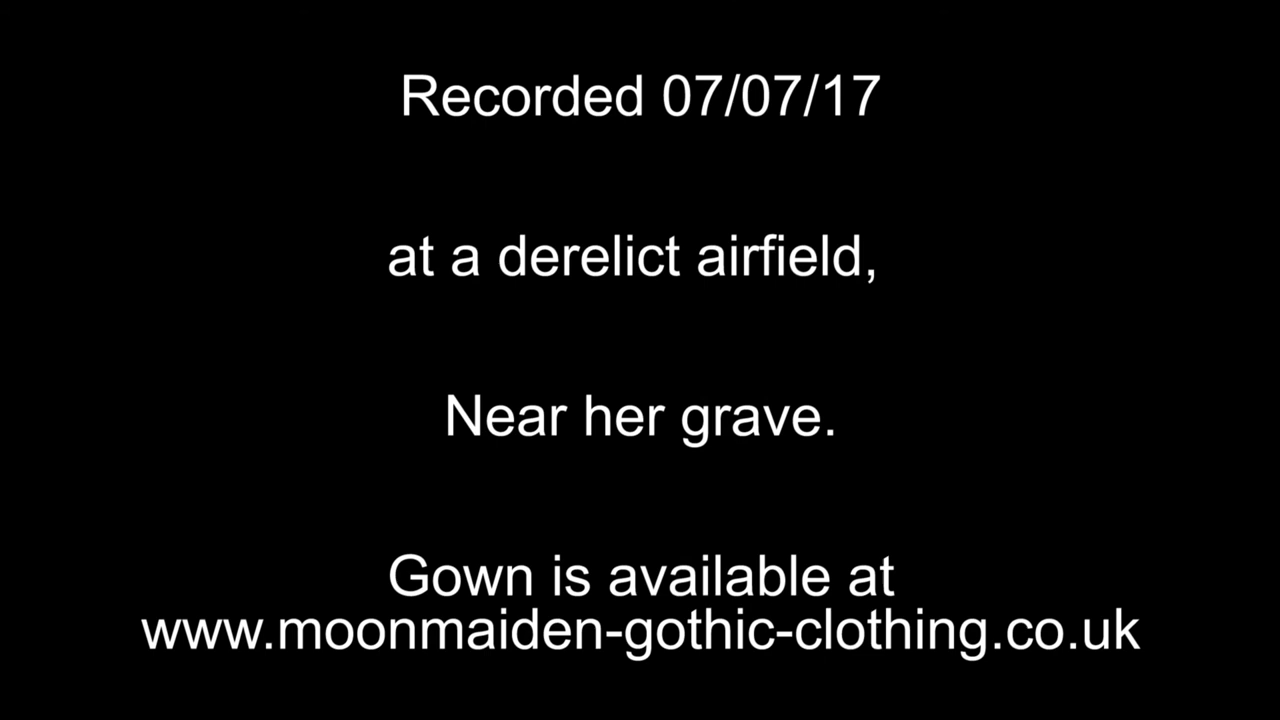 Recorded 07/07/17
at a derelict airfield,
Near her grave.
Gown is available at
www.moonmaiden-gothic-clothing.co.uk